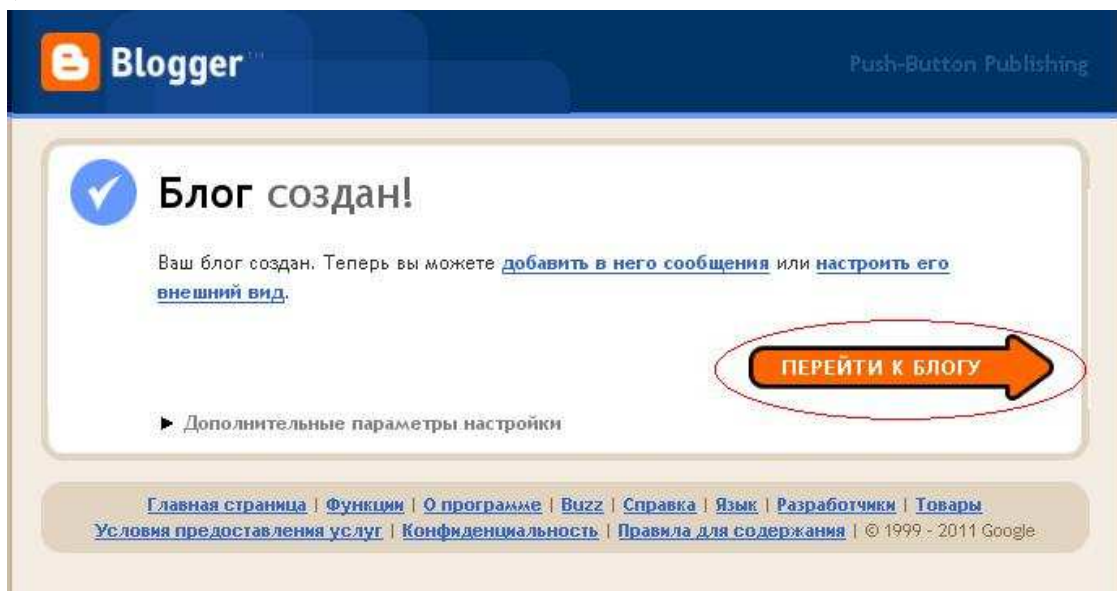 Blogger™
Push-Button Publishing
Блог создан!
Ваш блог создан. Теперь вы можете добавить в него сообщения или настроить его
внешний вид.
ПЕРЕЙТИ К БЛОГУ
► Дополнительные параметры настройки
Главная страница | Функции | О программе | Buzz | Справка | Язык | Разработчики | Товары
Условия предоставления услуг | Конфиденциальность | Правила для содержания | © 1999 - 2011 Google